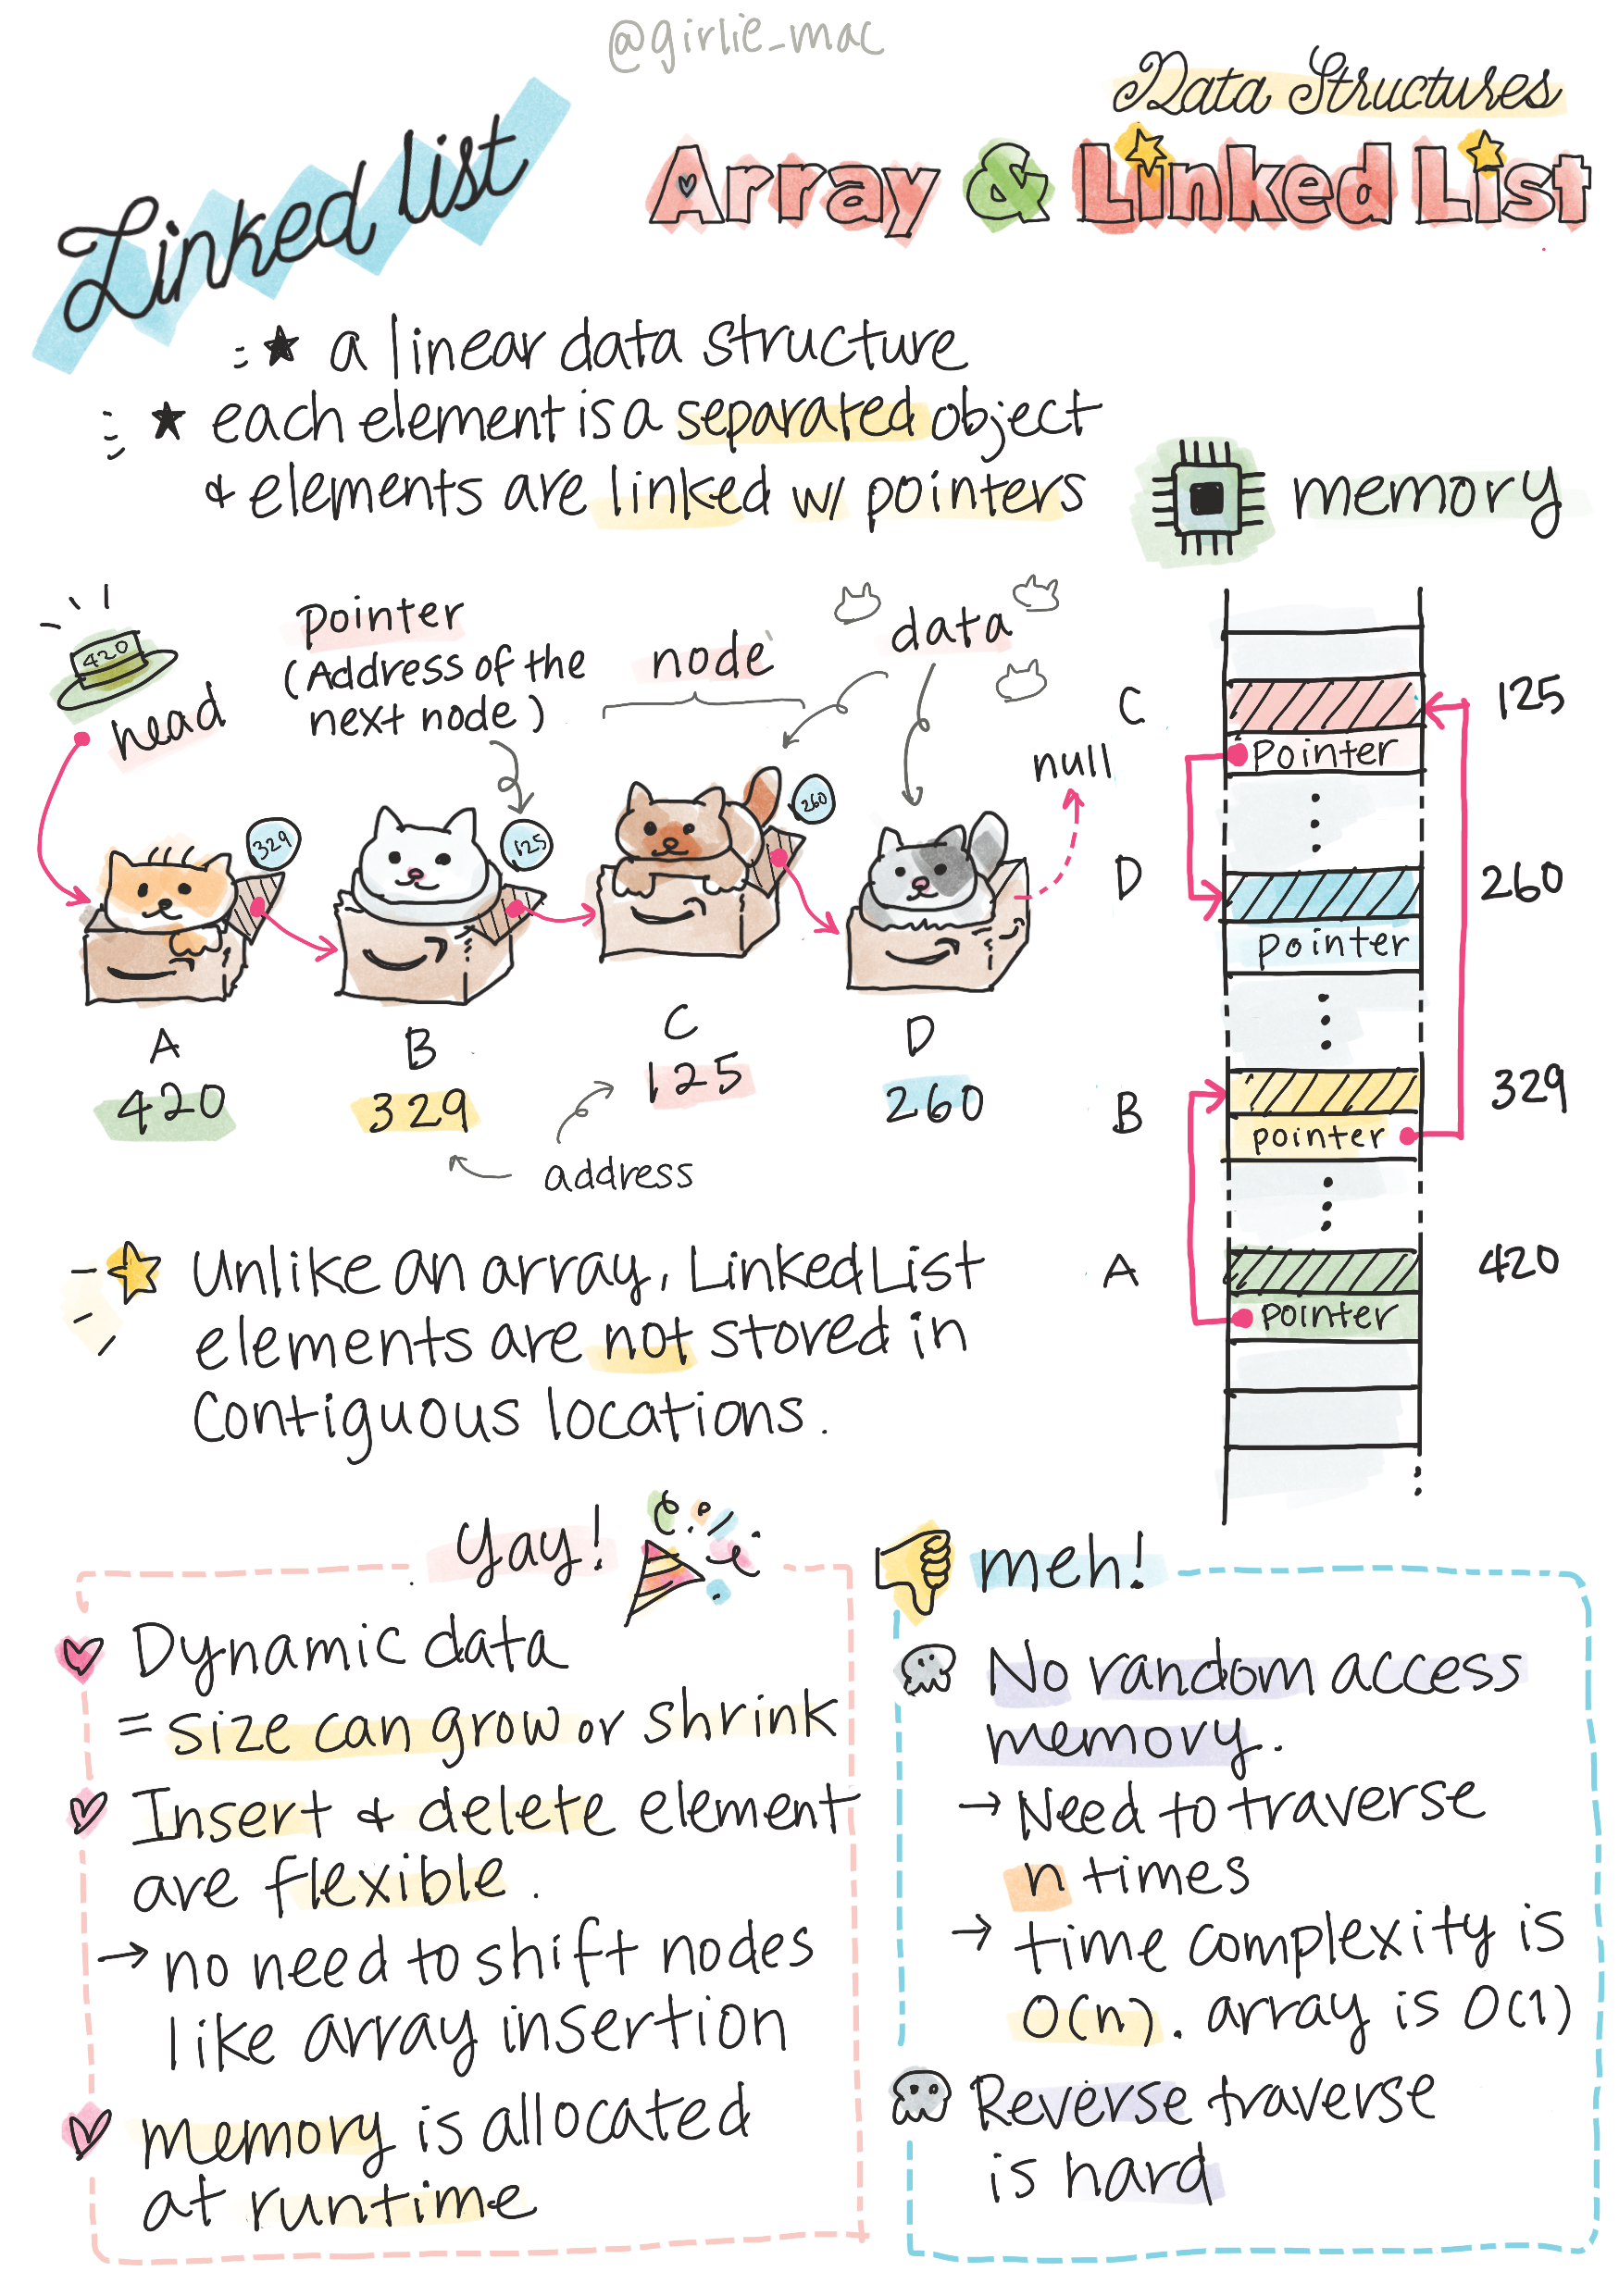 @girlie_mac
Data Structures
Array & Linked List
Linked list
a linear data structure
each element is a separated object
& elements are linked w/ pointers
memory
420
head
pointer
(Address of the
next node)
node
data
null
329
125
260
A
420
B
329
C
125
D
260
address
C
125
pointer
D
260
pointer
B
329
pointer
A
420
pointer
Unlike an array, Linked List
elements are not stored in
contiguous locations.
yay!
Dynamic data
= size can grow or shrink
Insert & delete element
are flexible.
→ no need to shift nodes
like array insertion
memory is allocated
at runtime
meh!
No random access
memory.
→ Need to traverse
n times
→ time complexity is
O(n). array is O(1)
Reverse traverse
is hard